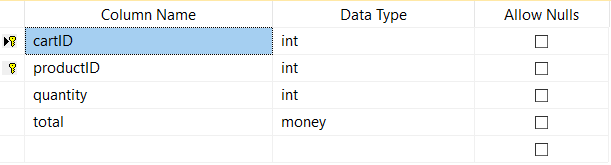 Column Name Data Type Allow Nulls
cartID int
productID int
quantity int
total money